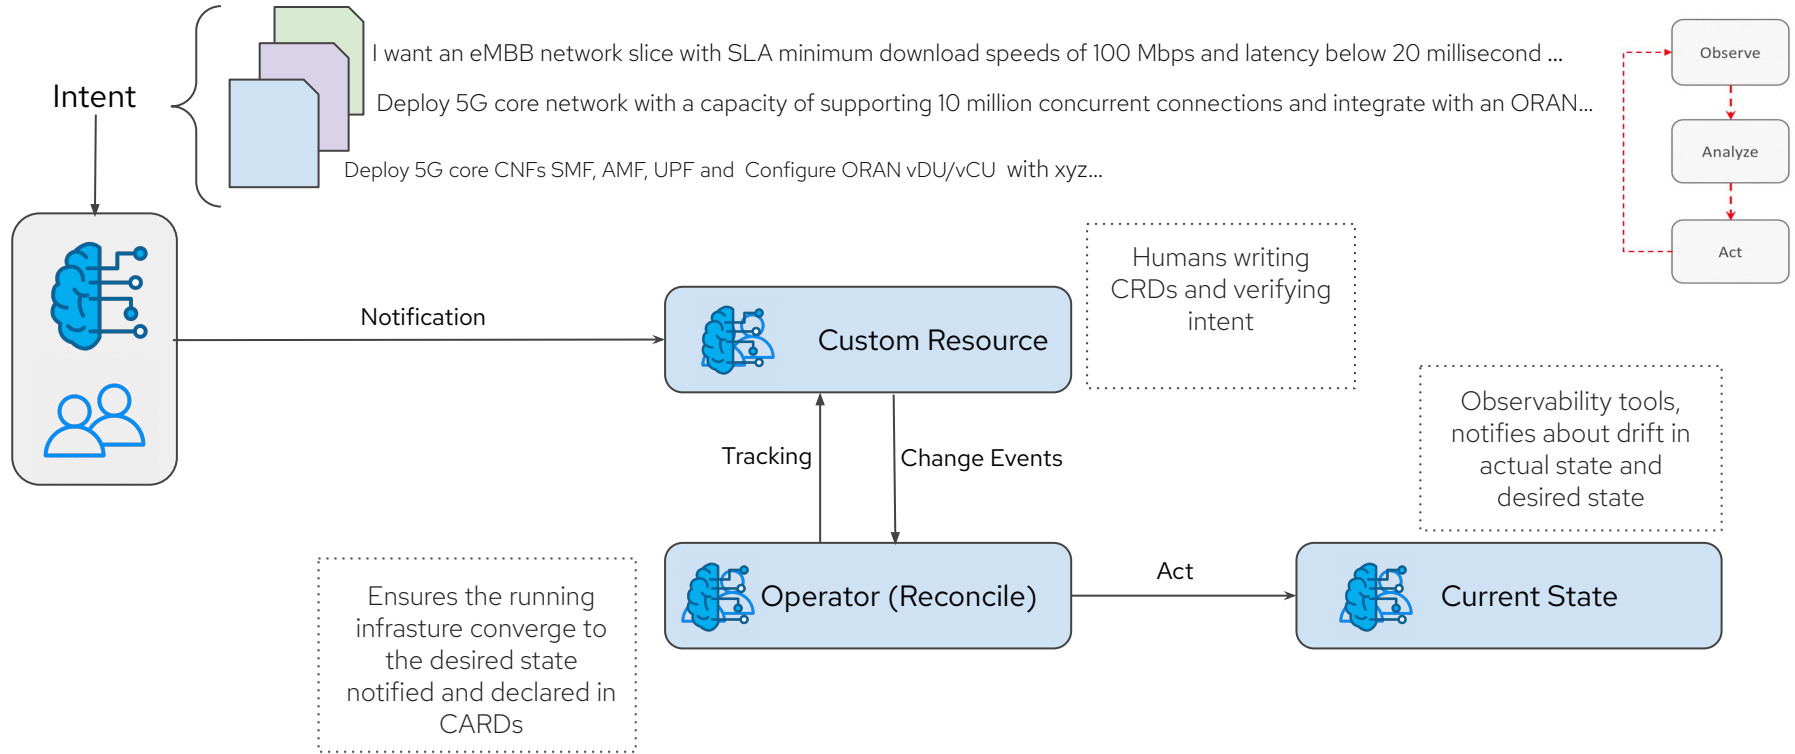 I want an eMBB network slice with SLA minimum download speeds of 100 Mbps and latency below 20 millisecond ...
Observe
Intent
Deploy 5G core network with a capacity of supporting 10 million concurrent connections and integrate with an ORAN...
Analyze
Deploy 5G core CNFs SMF, AMF, UPF and Configure ORAN vDU/vCU with xyz...
Act
Humans writing
CRDs and verifying
intent
Notification
Custom Resource
Observability tools,
notifies about drift in
actual state and
desired state
Tracking
Change Events
Operator (Reconcile)
Act
Current State
Ensures the running
infrasture converge to
the desired state
notified and declared in
CARDs